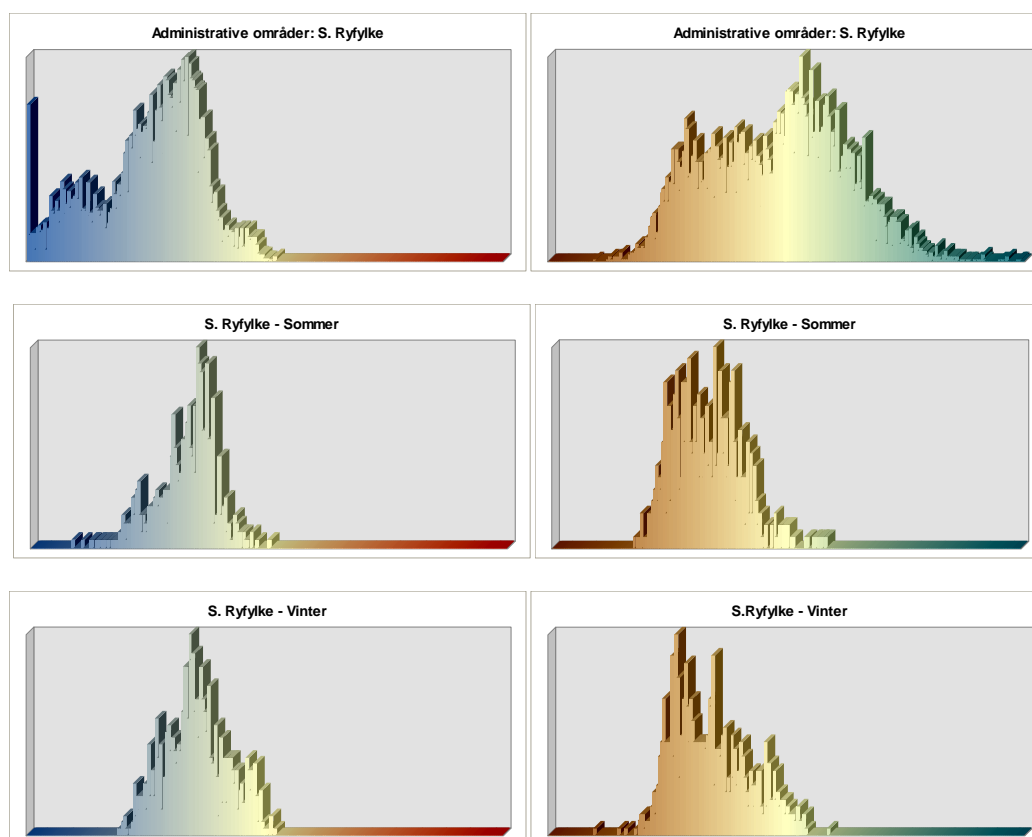 Administrative områder: S. Ryfylke
Administrative områder: S. Ryfylke
S. Ryfylke - Sommer
S. Ryfylke - Sommer
S. Ryfylke - Vinter
S.Ryfylke - Vinter